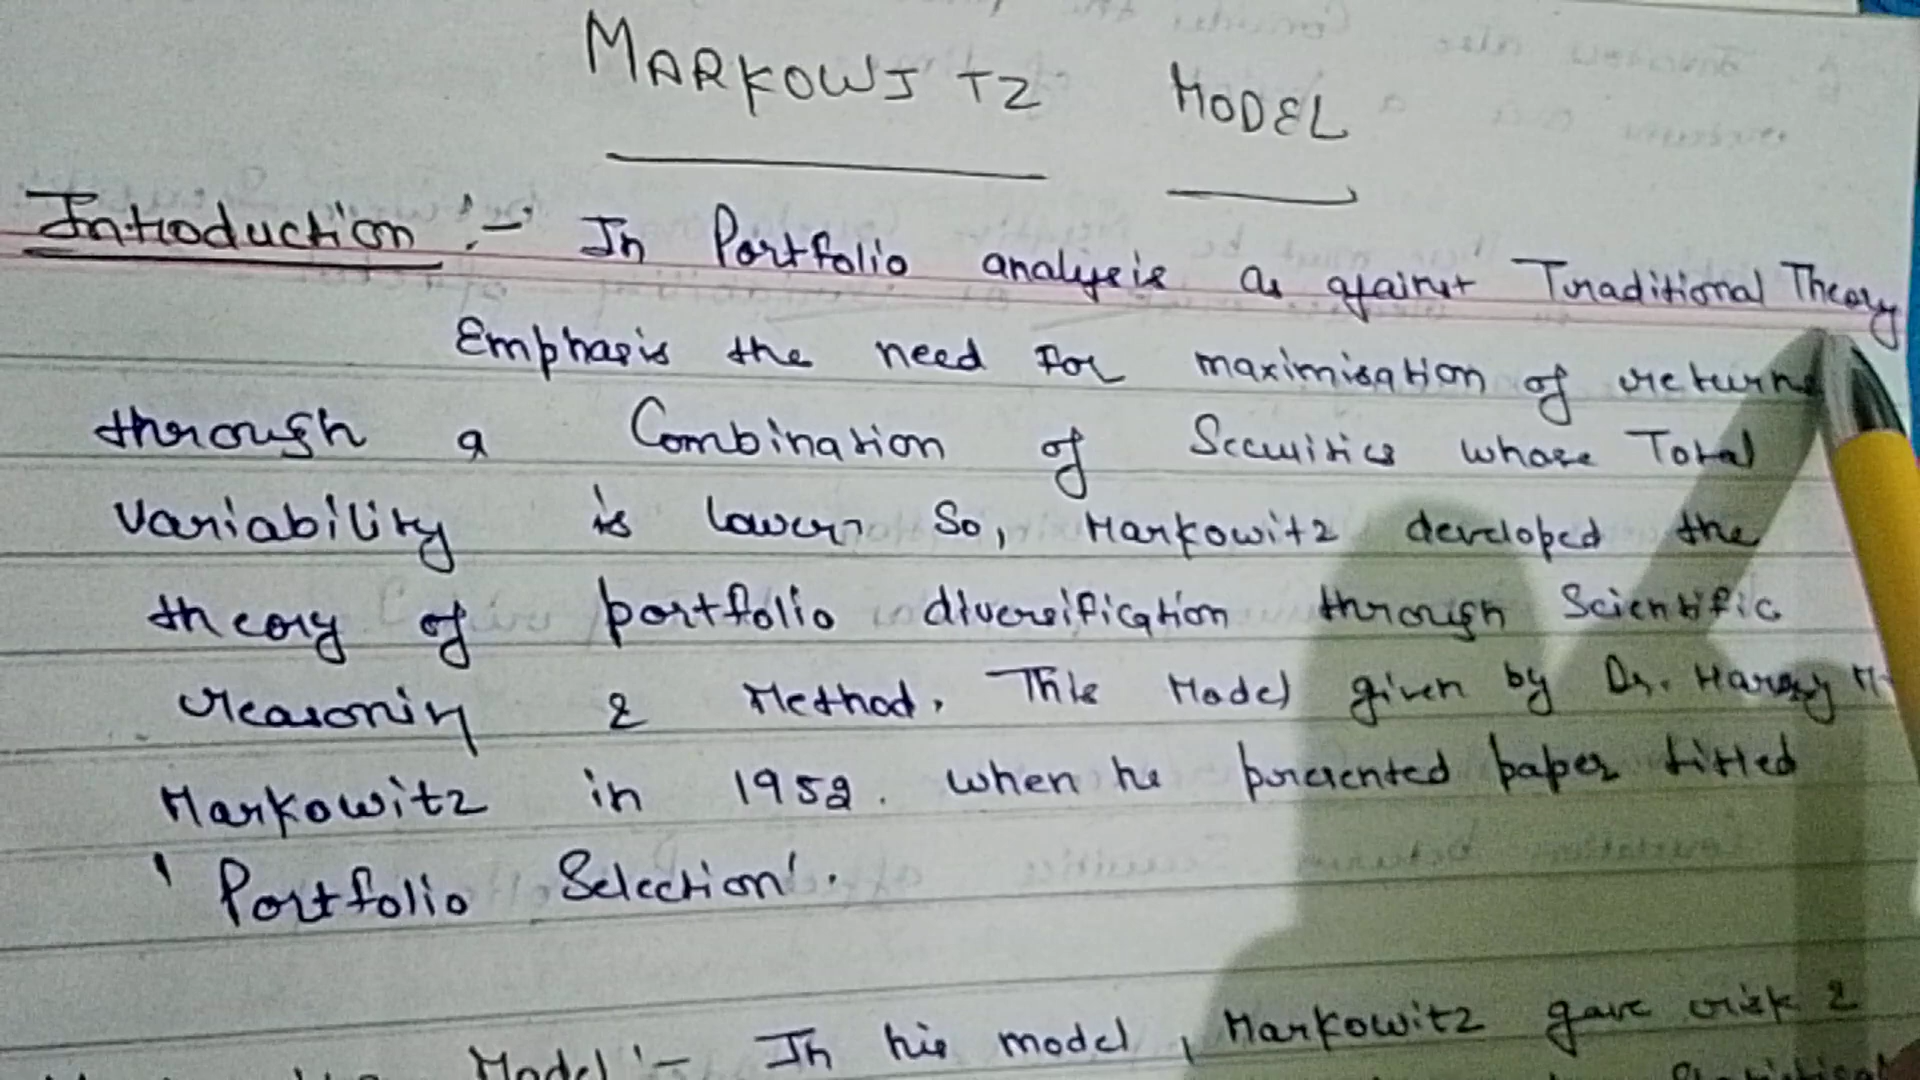 MARKOWITZ MODEL
Introduction :- In Portfolio analysis as against Traditional Theory
Emphasis the need For maximisation of returns
through a Combination of Securities whose Total
variability is lower. So, Markowitz developed the
theory of portfolio diversification through Scientific
reasoning & Method. This Model given by Dr. Harry M.
Markowitz in 1952. when he presented paper titled
'Portfolio Selection'.
Model :- In his model, Markowitz gave risk &